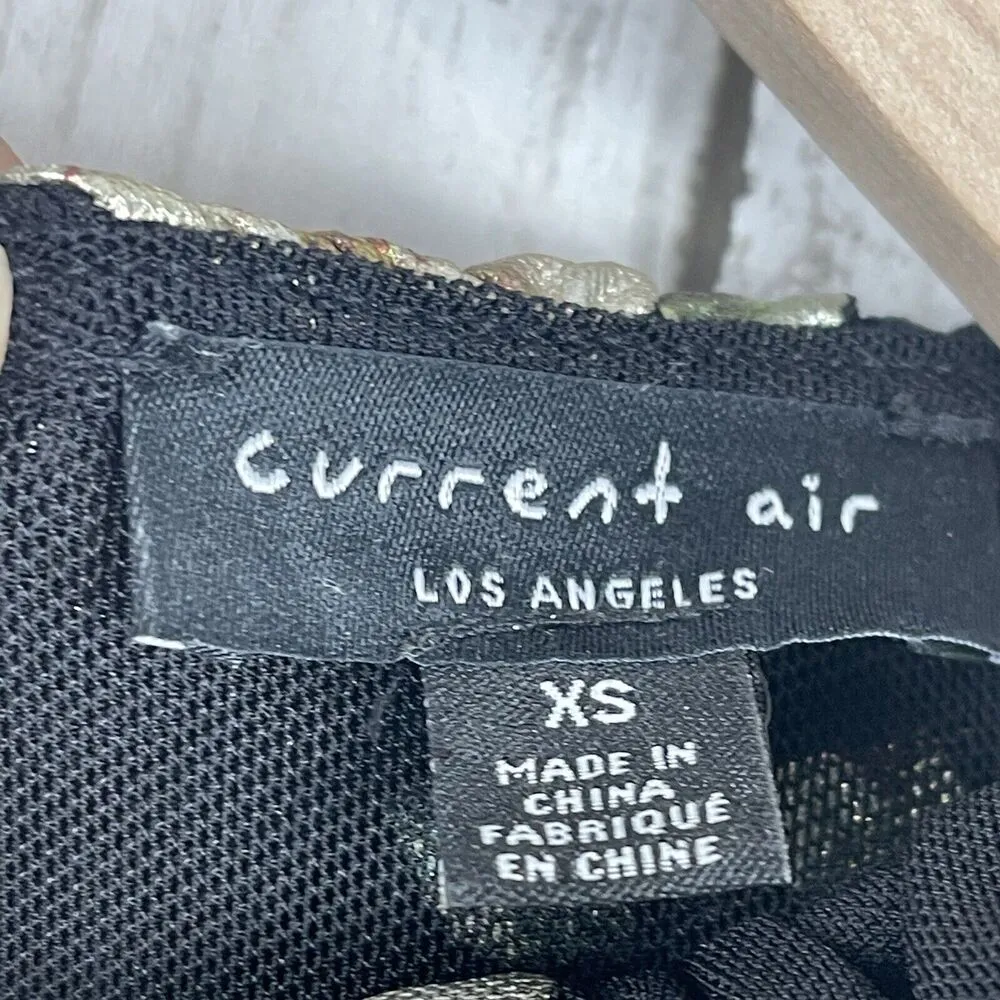 current air
LOS ANGELES
XS
MADE IN
CHINA
FABRIQUÉ
EN CHINE